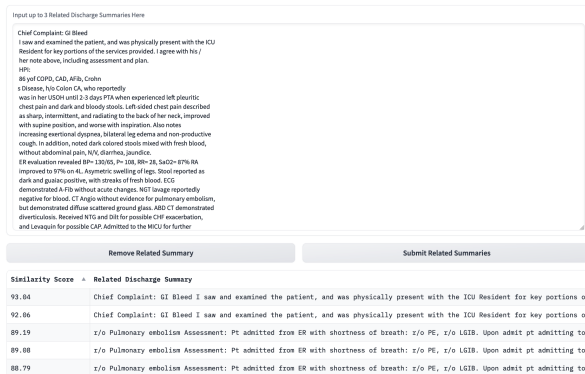 Input up to 3 Related Discharge Summaries Here
Chief Complaint: GI Bleed
I saw and examined the patient, and was physically present with the ICU
Resident for key portions of the services provided. I agree with his /
her note above, including assessment and plan.
HPI:
86 yof COPD, CAD, AFib, Crohn
s Disease, h/o Colon CA, who reportedly
was in her USOH until 2-3 days PTA when experienced left pleuritic
chest pain and dark and bloody stools. Left-sided chest pain described
as sharp, intermittent, and radiating to the back of her neck, improved
with supine position, and worse with inspiration. Also notes
increasing exertional dyspnea, bilateral leg edema and non-productive
cough. In addition, noted dark colored stools mixed with fresh blood,
without abdominal pain, N/V, diarrhea, jaundice.
ER evaluation revealed BP= 130/65, P= 108, RR= 28, SaO2= 87% RA
improved to 97% on 4L. Asymetric swelling of legs. Stool reported as
dark and guaiac positive, with streaks of fresh blood. ECG
demonstrated A-Fib without acute changes. NGT lavage reportedly
negative for blood. CT Angio without evidence for pulmonary embolism,
but demonstrated diffuse scattered ground glass. ABD CT demonstrated
diverticulosis. Received NTG and Dilt for possible CHF exacerbation,
and Levaquin for possible CAP. Admitted to the MICU for further
Remove Related Summary Submit Related Summaries
Similarity Score ▲ Related Discharge Summary
93.04 Chief Complaint: GI Bleed I saw and examined the patient, and was physically present with the ICU Resident for key portions o
92.06 Chief Complaint: GI Bleed I saw and examined the patient, and was physically present with the ICU Resident for key portions o
89.19 r/o Pulmonary embolism Assessment: Pt admitted from ER with shortness of breath: r/o PE, r/o LGIB. Upon admit pt admitting to
89.08 r/o Pulmonary embolism Assessment: Pt admitted from ER with shortness of breath: r/o PE, r/o LGIB. Upon admit pt admitting to
88.79 r/o Pulmonary embolism Assessment: Pt admitted from ER with shortness of breath: r/o PE, r/o LGIB. Upon admit pt admitting to